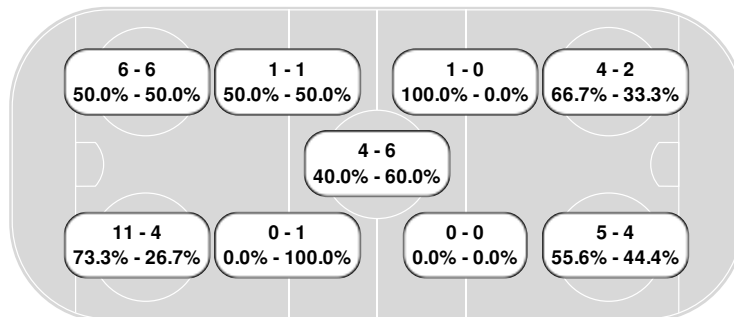 6 - 6
50.0% - 50.0%
1 - 1
50.0% - 50.0%
1 - 0
100.0% - 0.0%
4 - 2
66.7% - 33.3%
4 - 6
40.0% - 60.0%
11 - 4
73.3% - 26.7%
0 - 1
0.0% - 100.0%
0 - 0
0.0% - 0.0%
5 - 4
55.6% - 44.4%